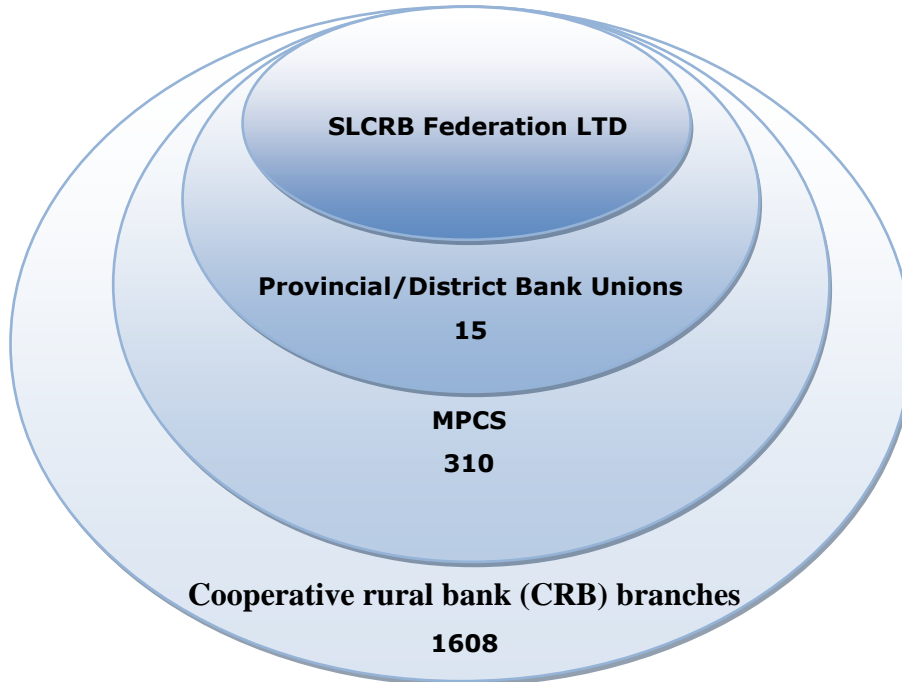 SLCRB Federation LTD
Provincial/District Bank Unions
15
MPCS
310
Cooperative rural bank (CRB) branches
1608